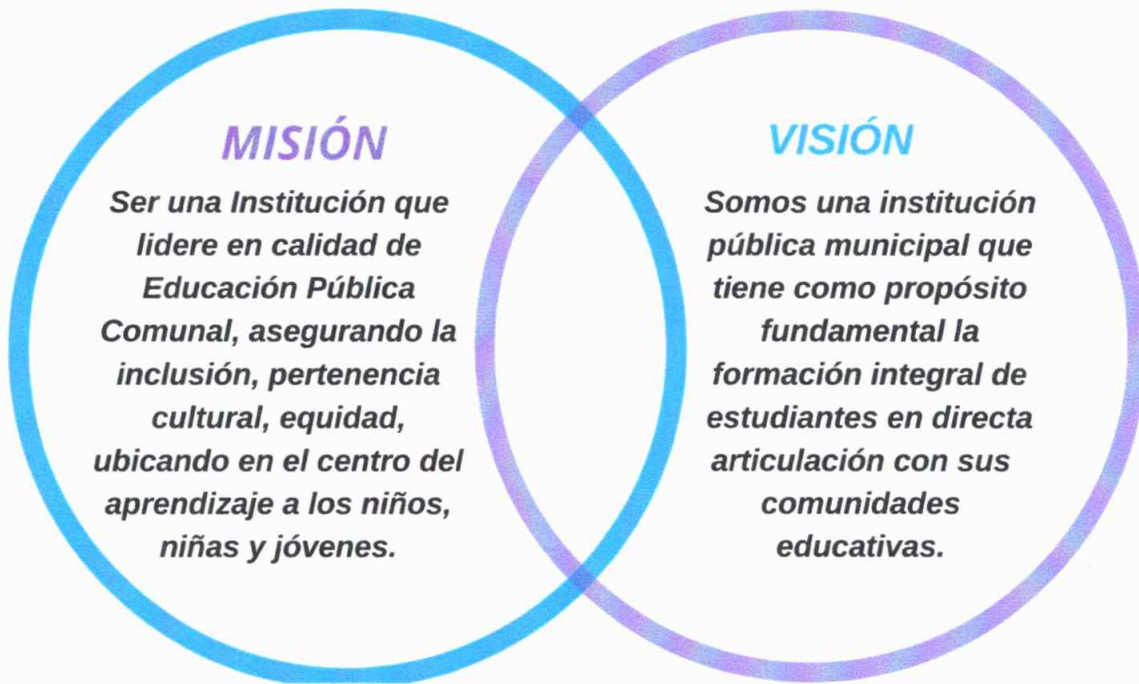 MISIÓN
Ser una Institución que
lidere en calidad de
Educación Pública
Comunal, asegurando la
inclusión, pertenencia
cultural, equidad,
ubicando en el centro del
aprendizaje a los niños,
niñas y jóvenes.
VISIÓN
Somos una institución
pública municipal que
tiene como propósito
fundamental la
formación integral de
estudiantes en directa
articulación con sus
comunidades
educativas.